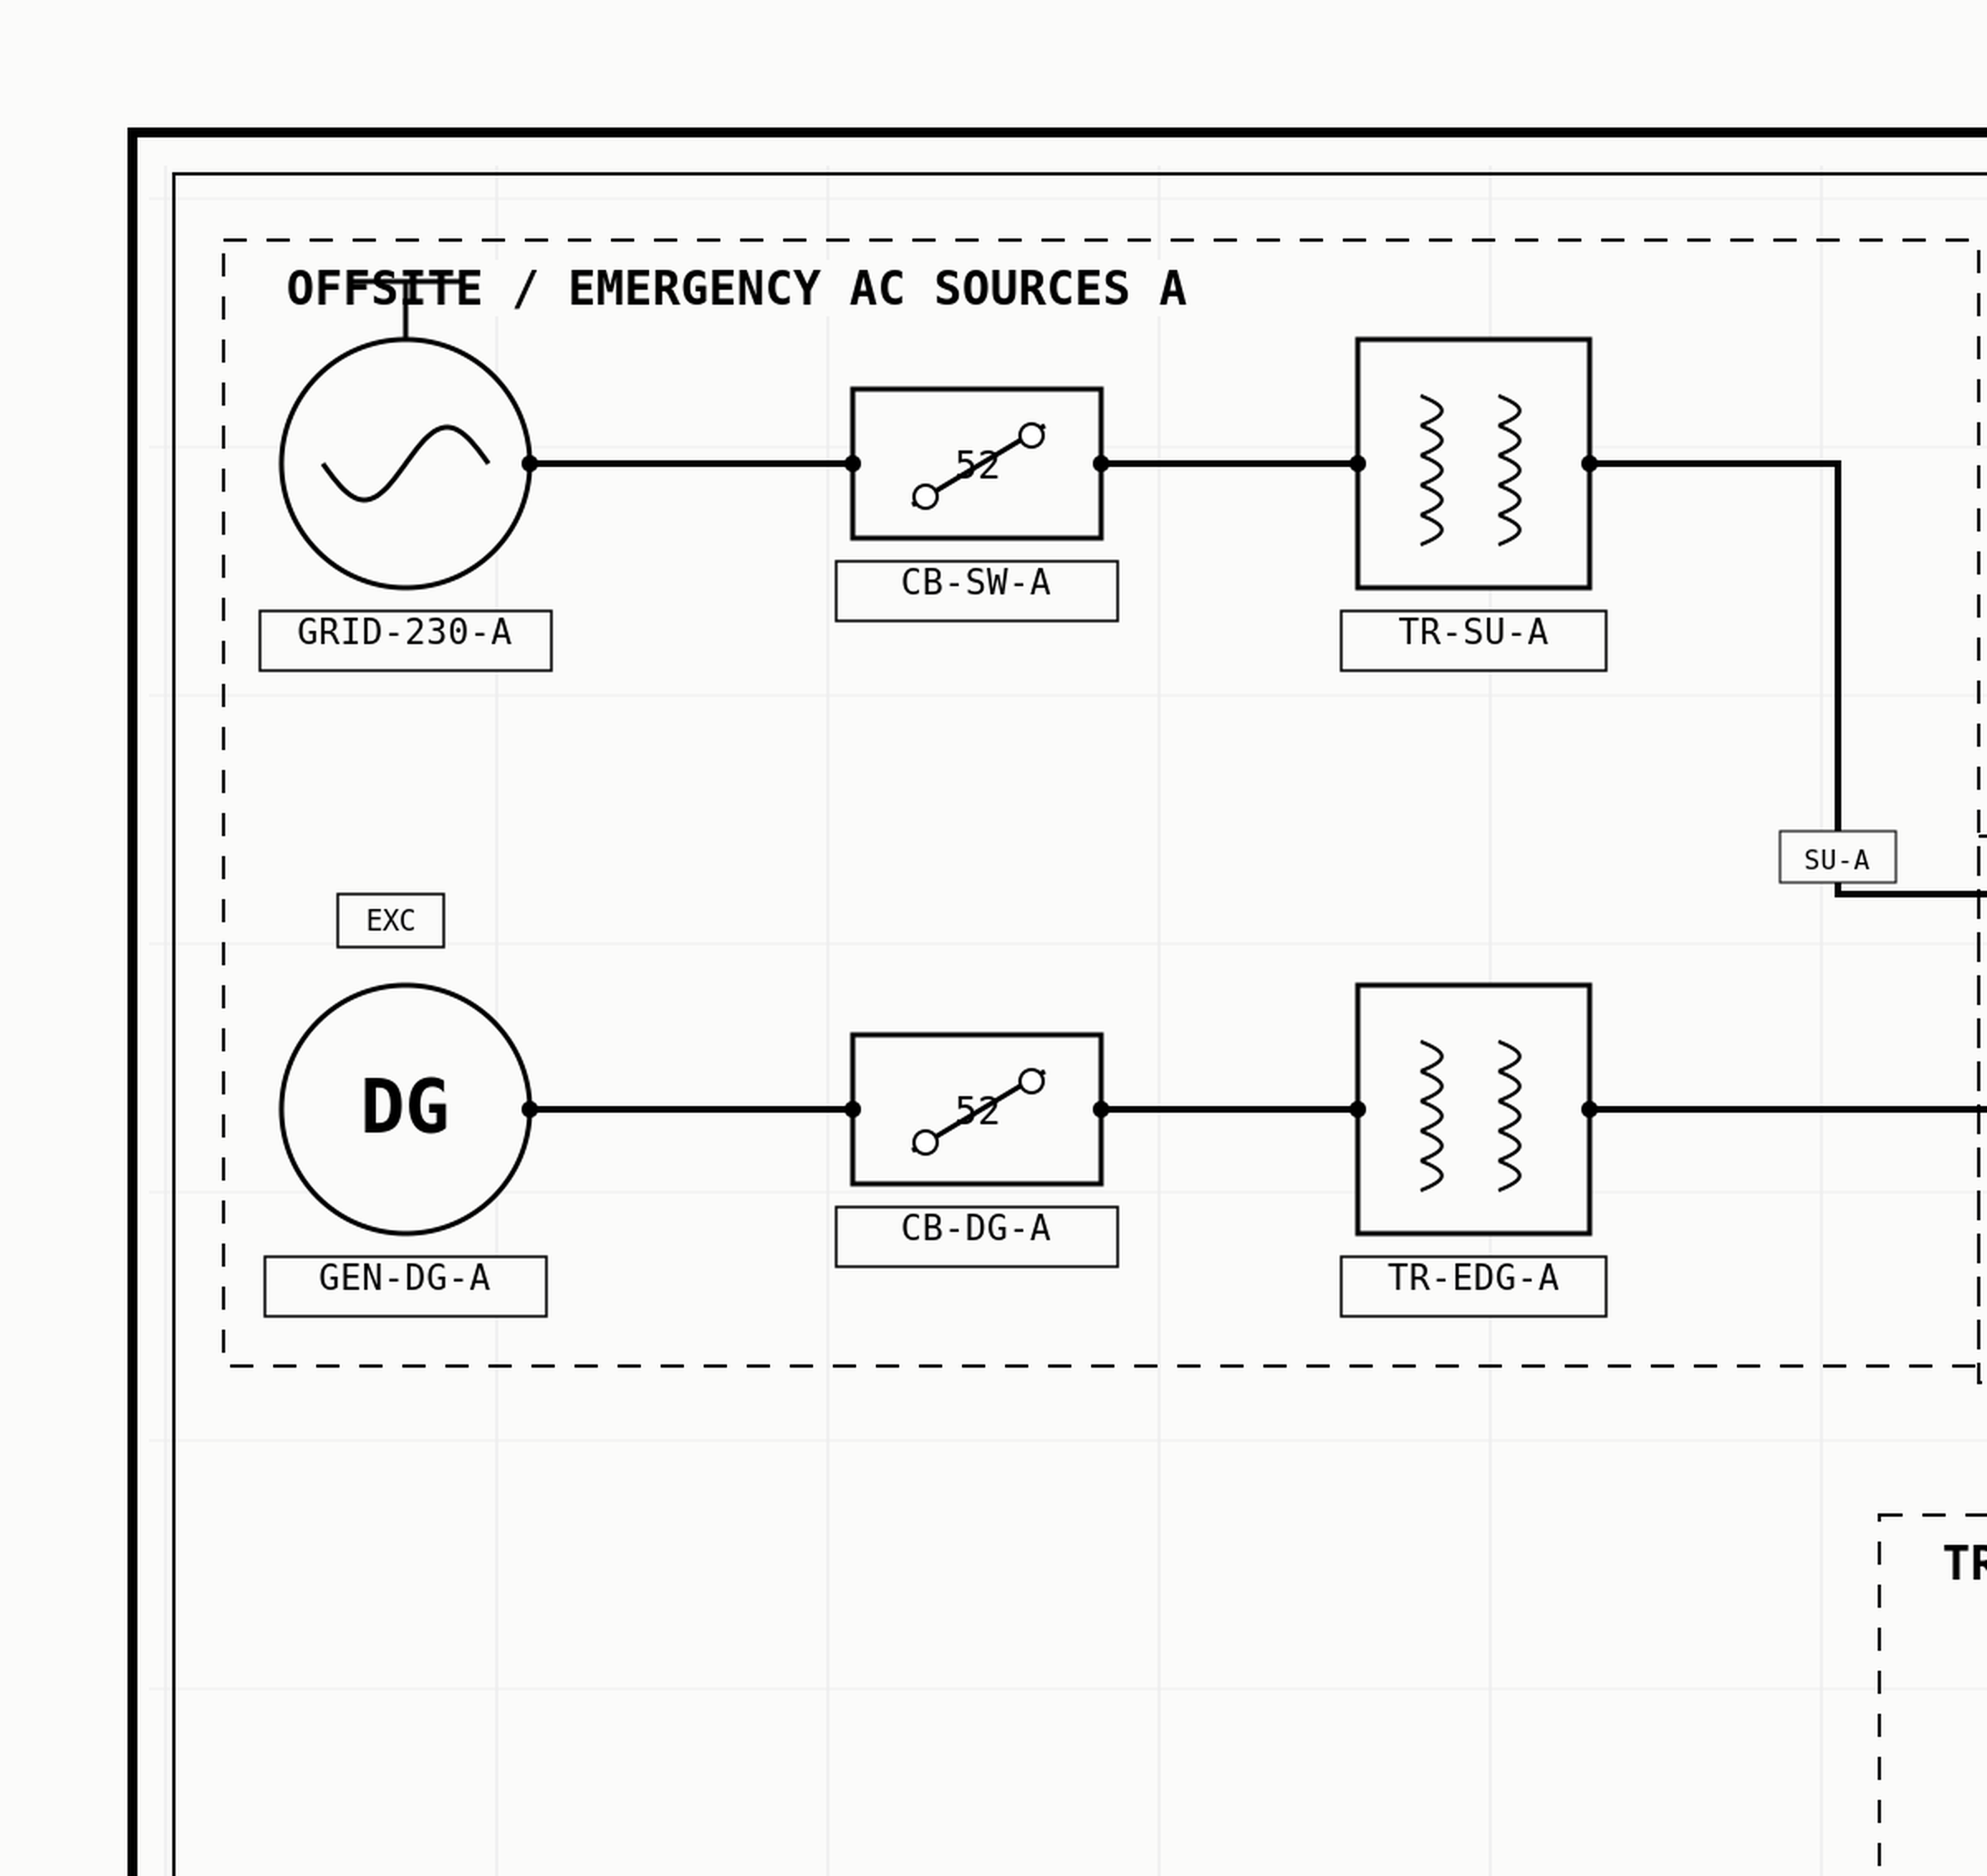 OFFSITE / EMERGENCY AC SOURCES A
52
CB-SW-A
GRID-230-A
TR-SU-A
SU-A
EXC
DG
52
CB-DG-A
GEN-DG-A
TR-EDG-A
TR